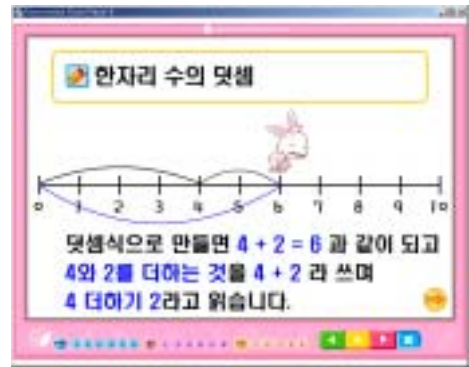 한자리 수의 덧셈
0 1 2 3 4 5 6 7 8 9 10
덧셈식으로 만들면 4 + 2 = 6 과 같이 되고
4와 2를 더하는 것을 4 + 2 라 쓰며
4 더하기 2라고 읽습니다.